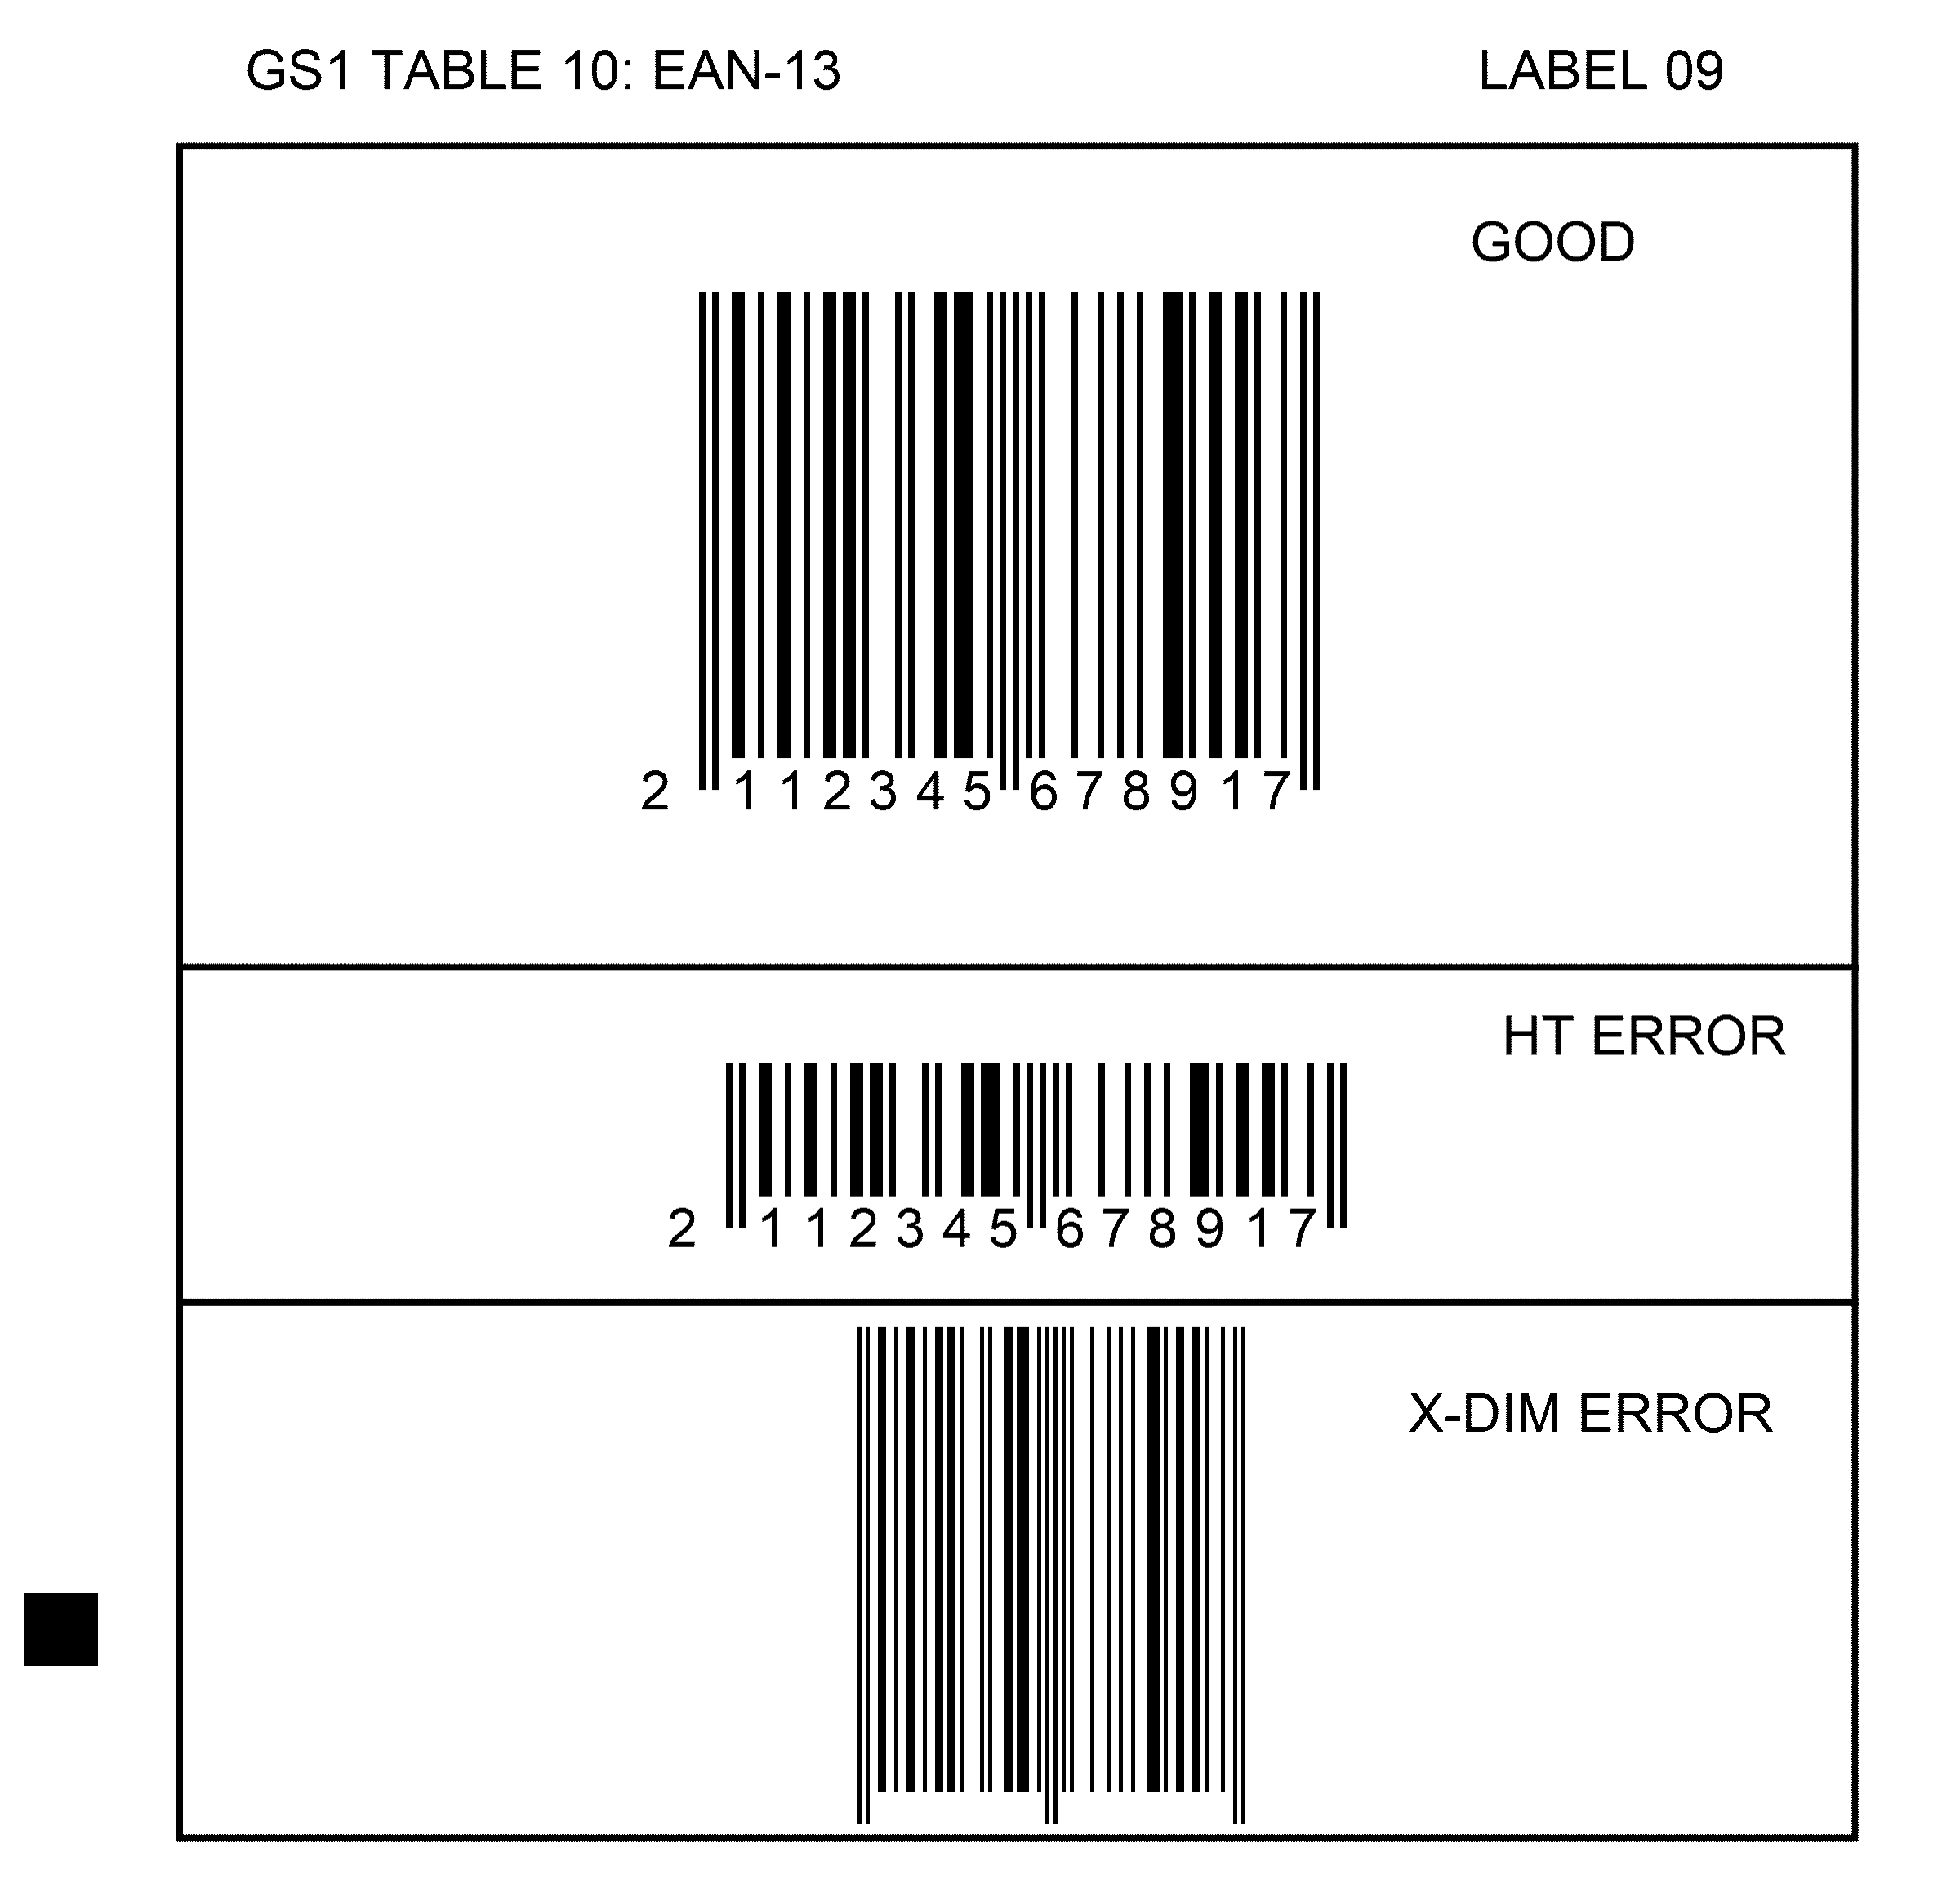 GS1 TABLE 10: EAN-13 LABEL 09
GOOD
2 112345 678917
HT ERROR
2 112345 678917
X-DIM ERROR